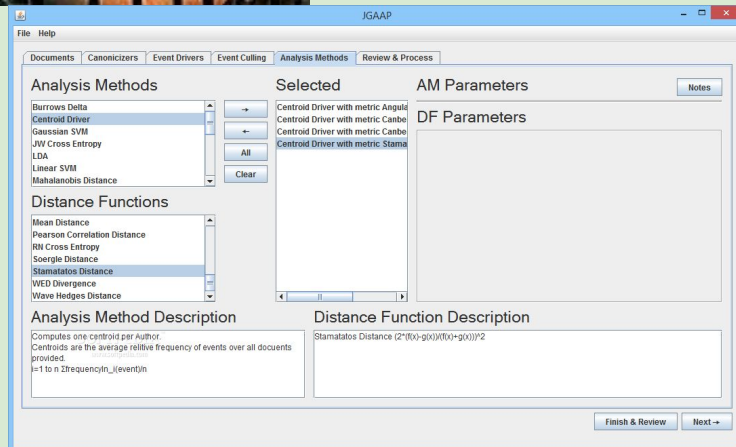 JGAAP
File Help
Documents Canonicizers Event Drivers Event Culling Analysis Methods Review & Process
Analysis Methods
Burrows Delta
Centroid Driver
Gaussian SVM
JW Cross Entropy
LDA
Linear SVM
Mahalanobis Distance
→
←
All
Clear
Distance Functions
Mean Distance
Pearson Correlation Distance
RN Cross Entropy
Soergle Distance
Stamatatos Distance
WED Divergence
Wave Hedges Distance
Selected
Centroid Driver with metric Angula
Centroid Driver with metric Canbe
Centroid Driver with metric Canbe
Centroid Driver with metric Stama
AM Parameters
Notes
DF Parameters
Analysis Method Description
Computes one centroid per Author.
Centroids are the average relitive frequency of events over all docuents
provided.
i=1 to n ΣfrequencyIn_i(event)/n
Distance Function Description
Stamatatos Distance (2*(f(x)-g(x))/(f(x)+g(x)))^2
Finish & Review Next →